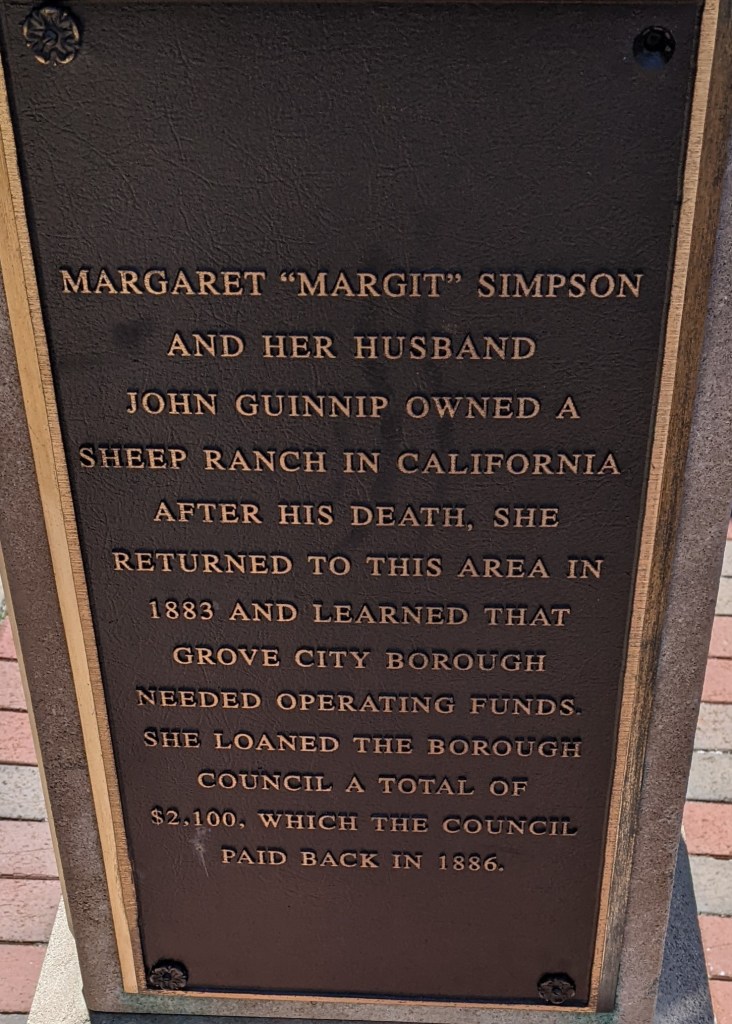 MARGARET “MARGIT” SIMPSON
AND HER HUSBAND
JOHN GUINNIP OWNED A
SHEEP RANCH IN CALIFORNIA
AFTER HIS DEATH, SHE
RETURNED TO THIS AREA IN
1883 AND LEARNED THAT
GROVE CITY BOROUGH
NEEDED OPERATING FUNDS.
SHE LOANED THE BOROUGH
COUNCIL A TOTAL OF
$2,100, WHICH THE COUNCIL
PAID BACK IN 1886.